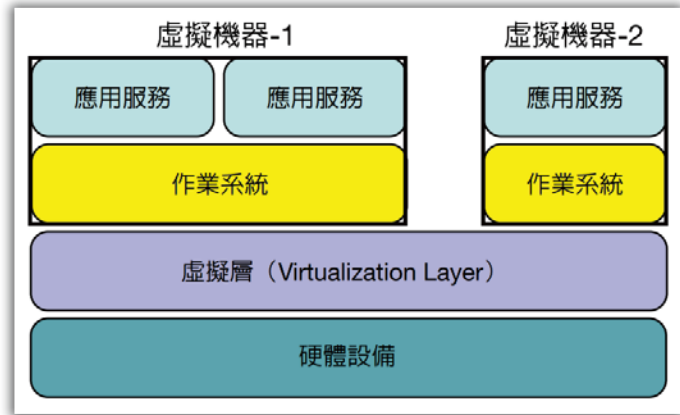 虛擬機器-1
虛擬機器-2
應用服務
應用服務
應用服務
作業系統
作業系統
虛擬層（Virtualization Layer）
硬體設備